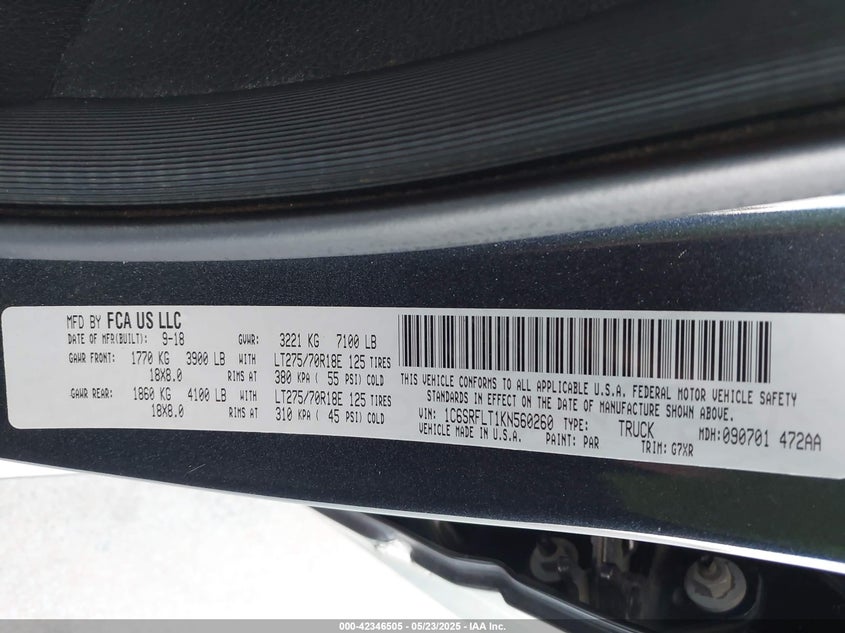 MFD BY FCA US LLC
DATE OF MFR(BUILT): 9-18 GVWR: 3221 KG 7100 LB
GAWR FRONT: 1770 KG 3900 LB WITH LT275/70R18E 125 TIRES
18X8.0 RIMS AT 380 KPA ( 55 PSI) COLD
GAWR REAR: 1860 KG 4100 LB WITH LT275/70R18E 125 TIRES
18X8.0 RIMS AT 310 KPA ( 45 PSI) COLD
THIS VEHICLE CONFORMS TO ALL APPLICABLE U.S.A. FEDERAL MOTOR VEHICLE SAFETY
STANDARDS IN EFFECT ON THE DATE OF MANUFACTURE SHOWN ABOVE.
VIN: 1C6SRFLT1KN560260 TYPE: TRUCK MDH:090701 472AA
VEHICLE MADE IN U.S.A. PAINT: PAR TRIM: G7XR
000-42346505 - 05/23/2025 - IAA Inc.